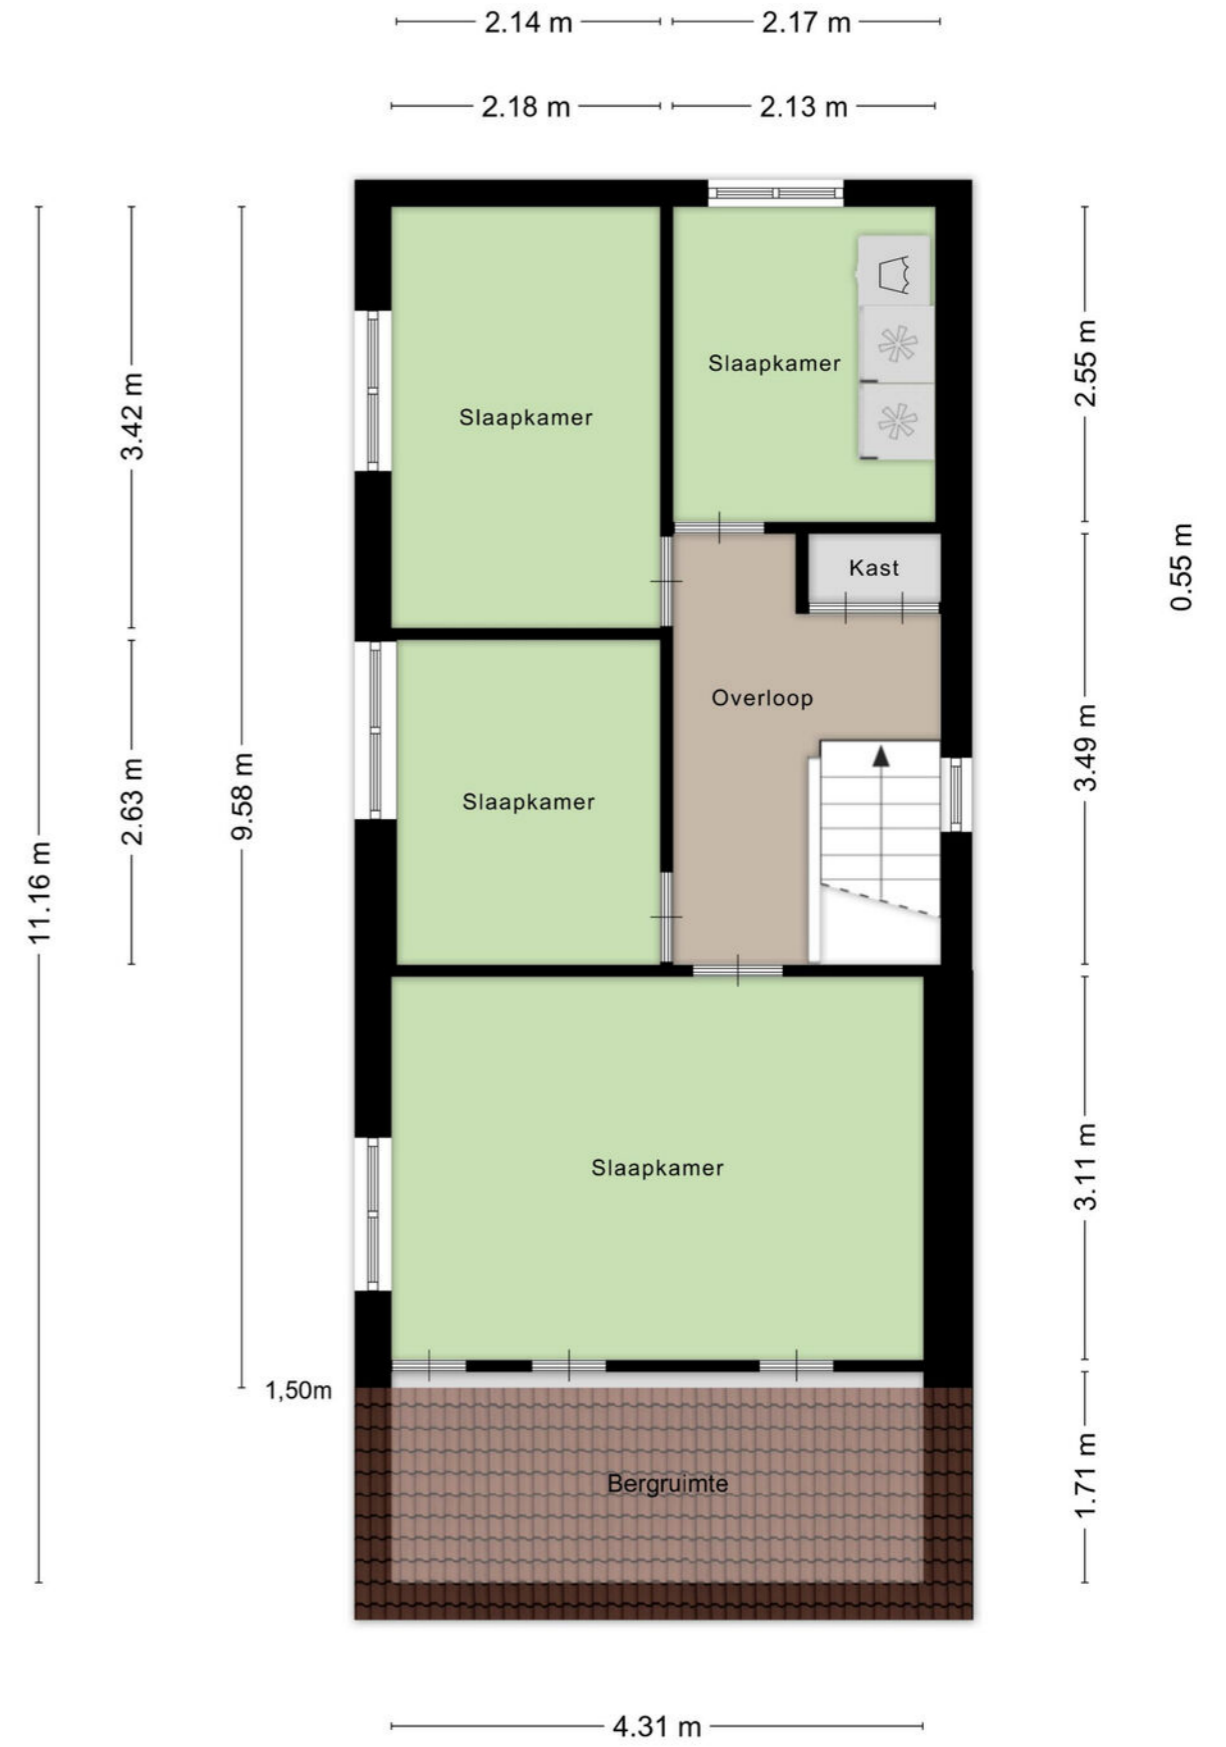 2.14 m
2.17 m
2.18 m
2.13 m
Slaapkamer
Slaapkamer
2.55 m
3.42 m
Kast
0.55 m
Overloop
Slaapkamer
3.49 m
2.63 m
9.58 m
11.16 m
Slaapkamer
3.11 m
1,50m
Bergruimte
1.71 m
4.31 m